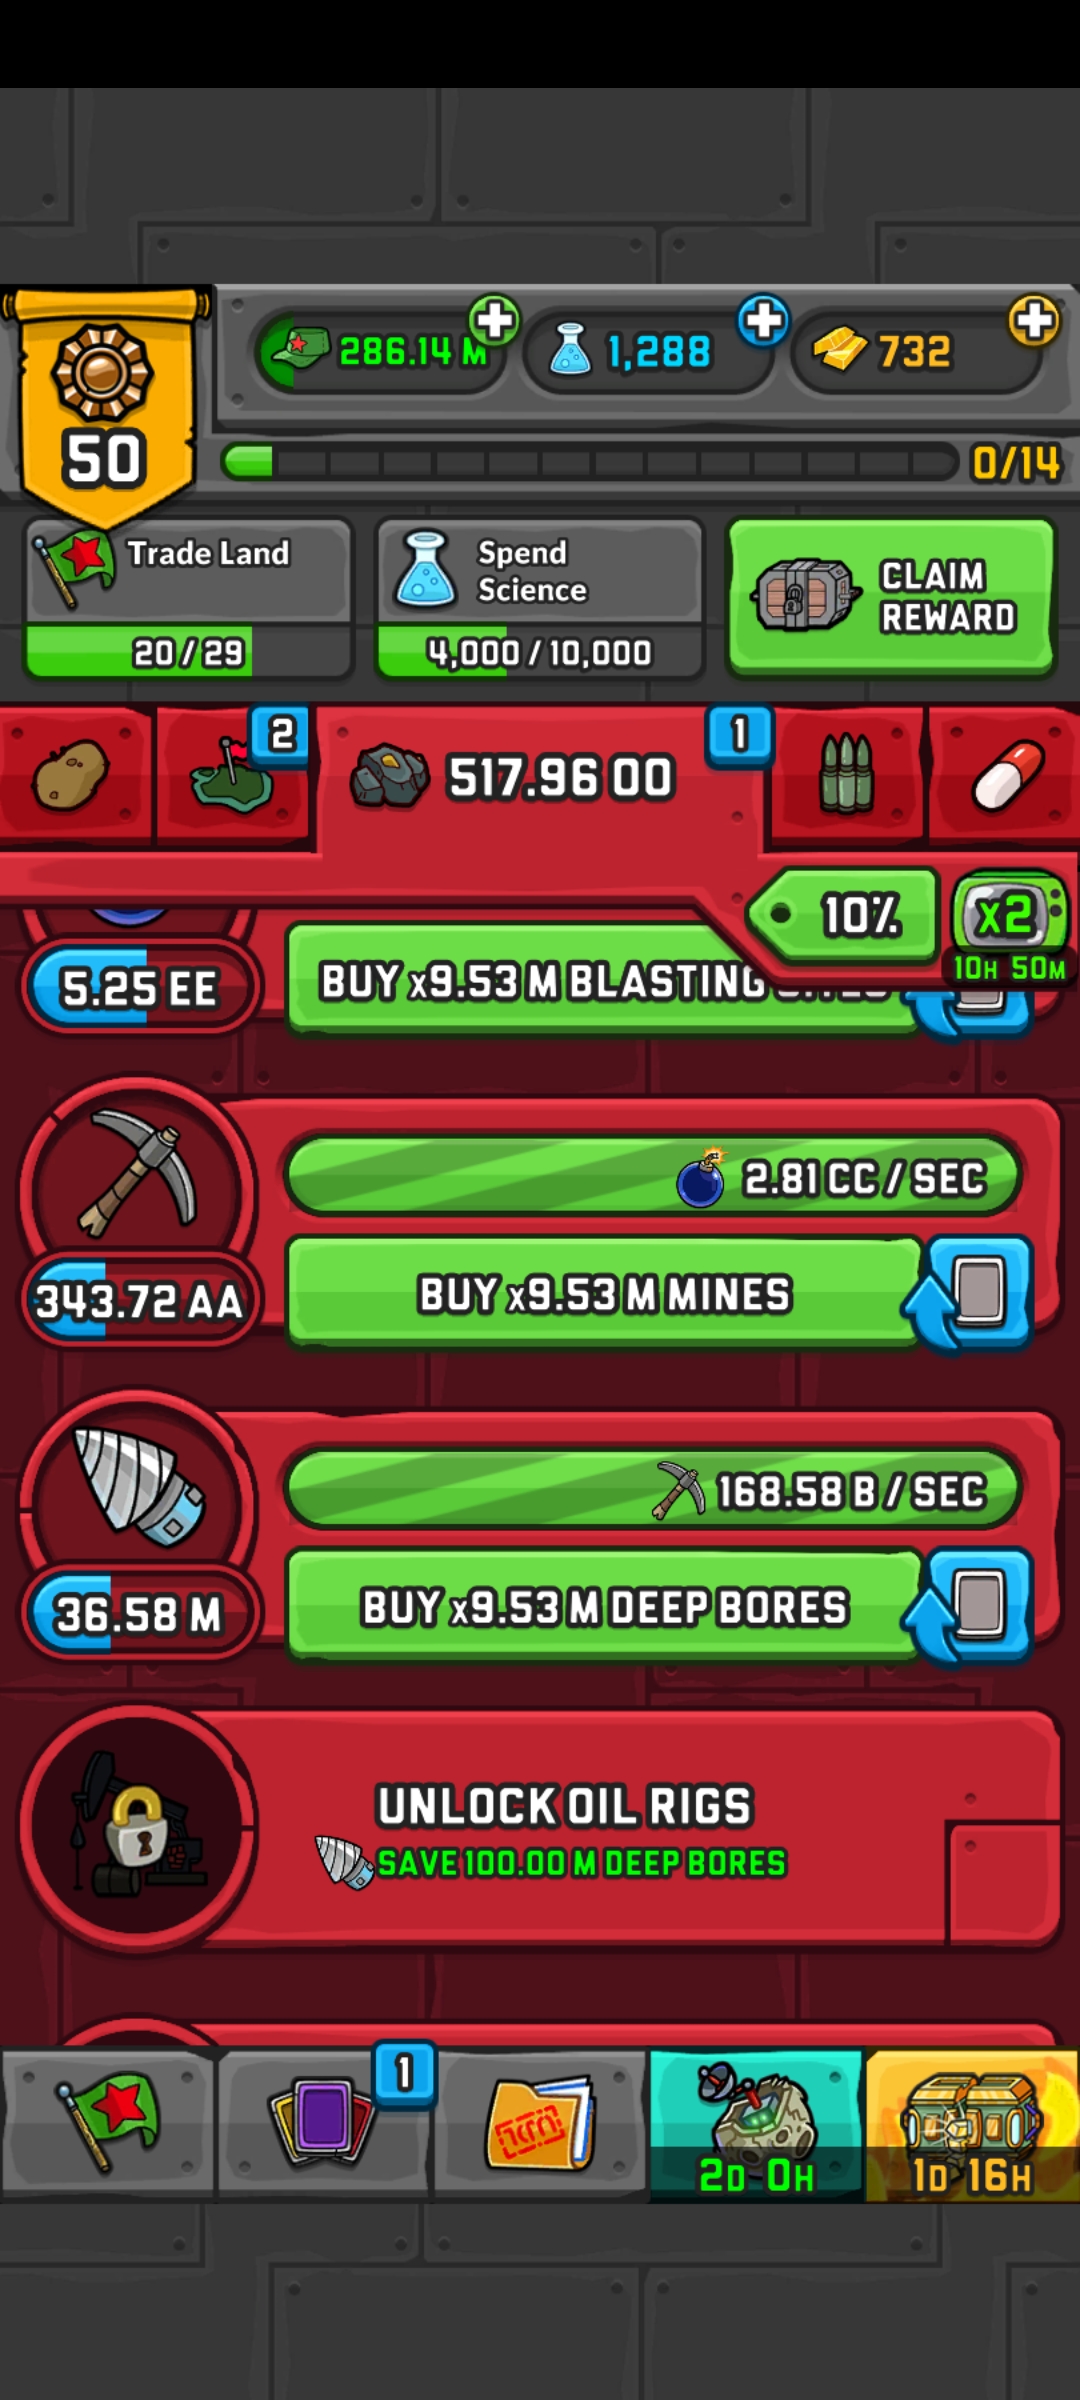 50
286.14 M
1,288
732
0/14
Trade Land
20/29
Spend
Science
4,000/10,000
CLAIM
REWARD
2
517.96 OO
1
10%
x2
10H 50M
5.25 EE
BUY x9.53 M BLASTING
2.81 CC / SEC
343.72 AA
BUY x9.53 M MINES
168.58 B / SEC
36.58 M
BUY x9.53 M DEEP BORES
UNLOCK OIL RIGS
SAVE 100.00 M DEEP BORES
1
2D 0H
1D 16H